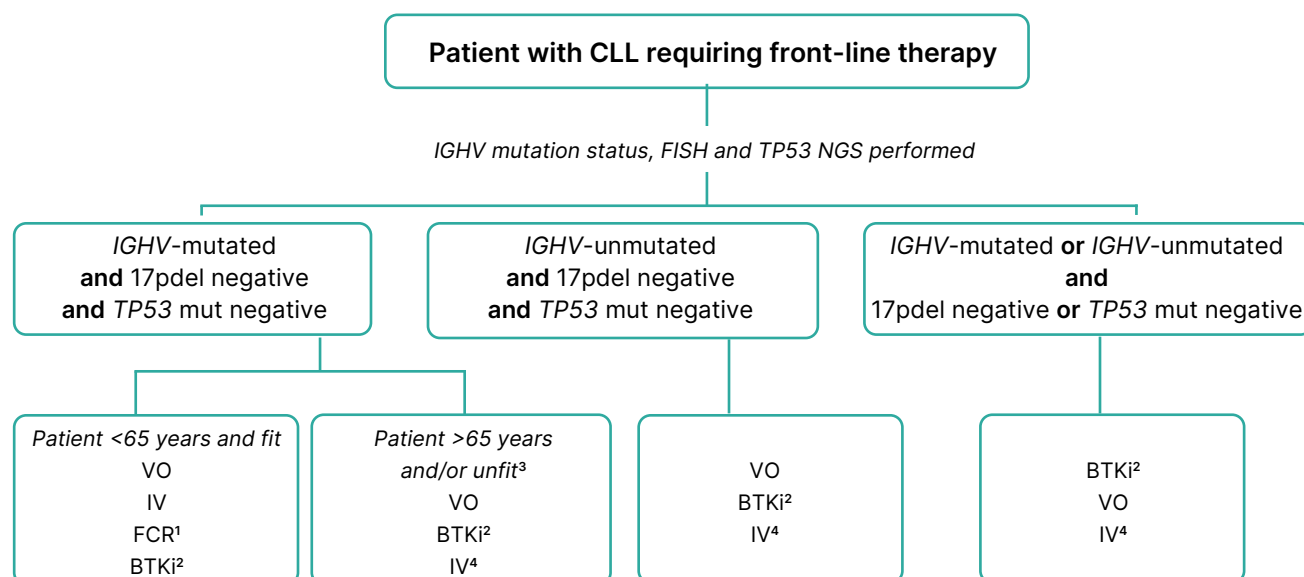 Patient with CLL requiring front-line therapy
IGHV mutation status, FISH and TP53 NGS performed
IGHV-mutated
and 17pdel negative
and TP53 mut negative
IGHV-unmutated
and 17pdel negative
and TP53 mut negative
IGHV-mutated or IGHV-unmutated
and
17pdel negative or TP53 mut negative
Patient <65 years and fit
VO
IV
FCR¹
BTKi²
Patient >65 years
and/or unfit³
VO
BTKi²
IV⁴
VO
BTKi²
IV⁴
BTKi²
VO
IV⁴